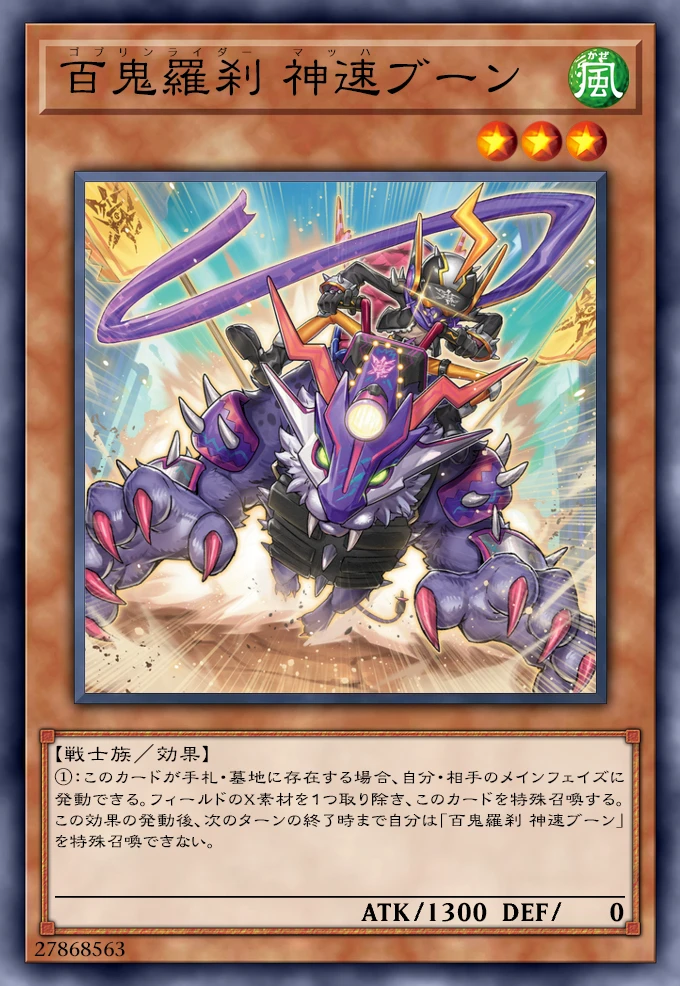 ゴブリンライダー マッハ
百鬼羅刹 神速ブーン
かぜ
風
【戦士族/効果】
①:このカードが手札・墓地に存在する場合、自分・相手のメインフェイズに
発動できる。フィールドのX素材を1つ取り除き、このカードを特殊召喚する。
この効果の発動後、次のターンの終了時まで自分は「百鬼羅刹 神速ブーン」
を特殊召喚できない。
ATK/1300 DEF/ 0
27868563